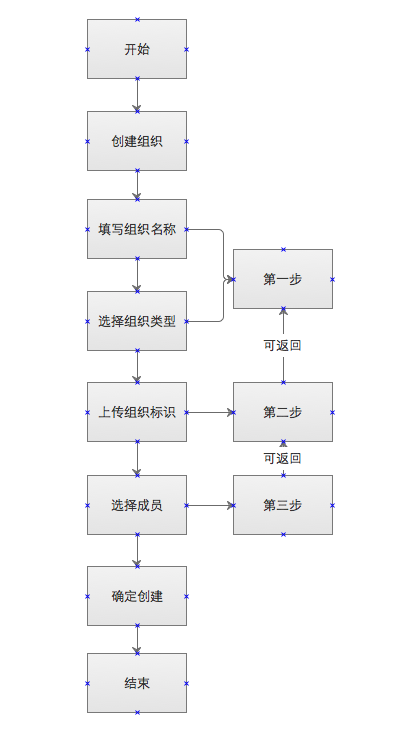 开始
创建组织
填写组织名称
第一步
选择组织类型
可返回
上传组织标识
第二步
可返回
选择成员
第三步
确定创建
结束